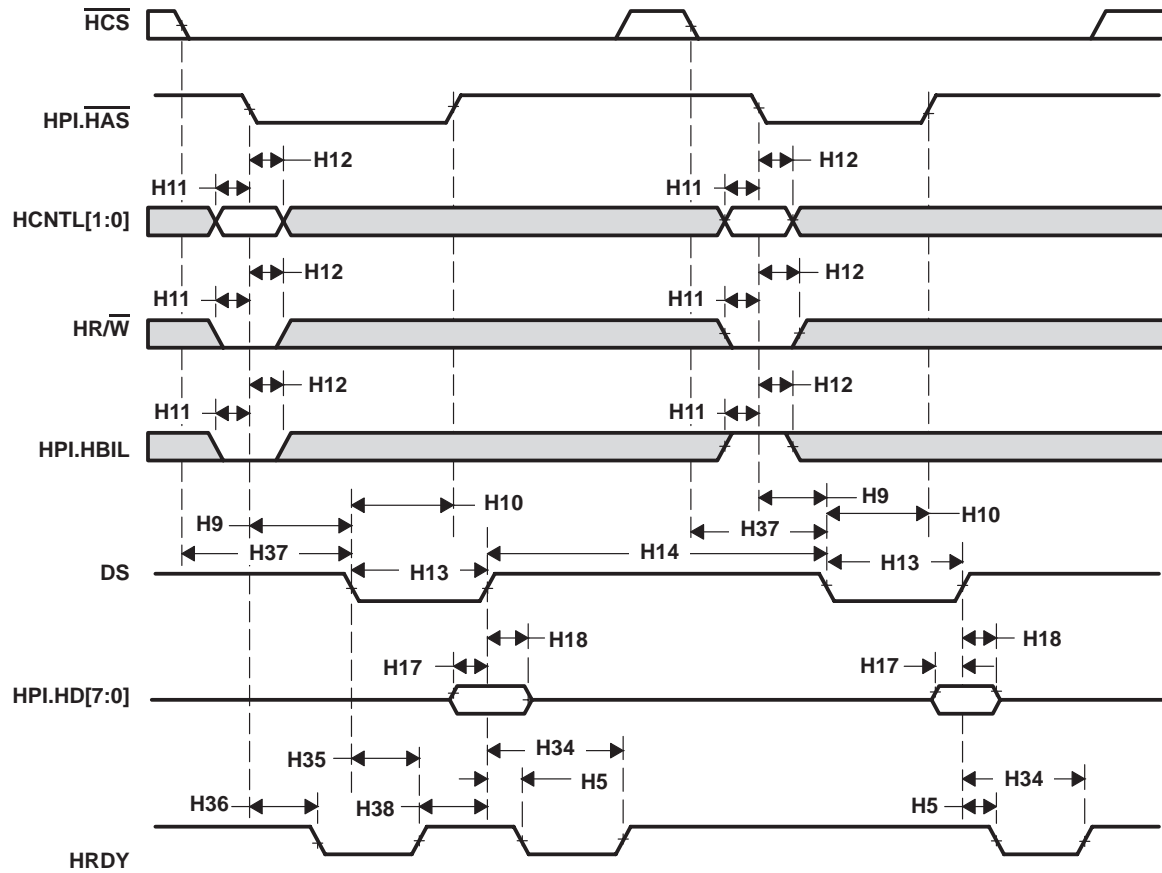 HCS
HPI.HAS
H12
H12
H11
H11
HCNTL[1:0]
H12
H12
H11
H11
HR/W
H12
H12
H11
H11
HPI.HBIL
H9
H10
H9
H10
H37
H37
H14
H13
H13
DS
H18
H18
H17
H17
HPI.HD[7:0]
H34
H35
H5
H34
H36
H38
H5
HRDY